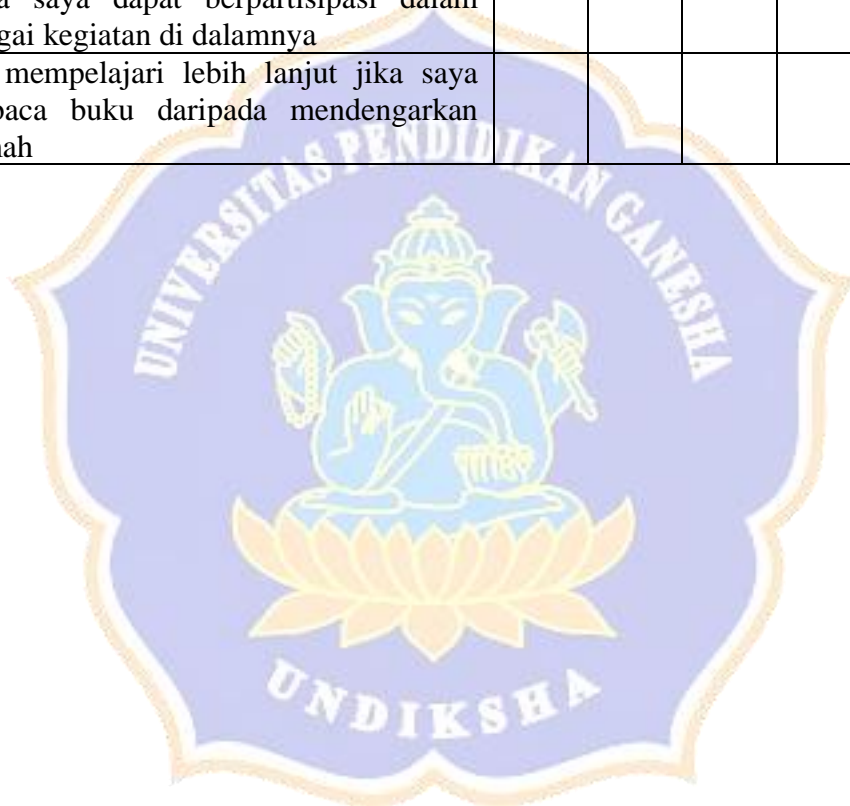 saya dapat berpartisipasi dalam
kegiatan di dalamnya
mempelajari lebih lanjut jika saya
buku daripada mendengarkan
UNIVERSITAS PENDIDIKAN GANESHA
UNDIKSHA